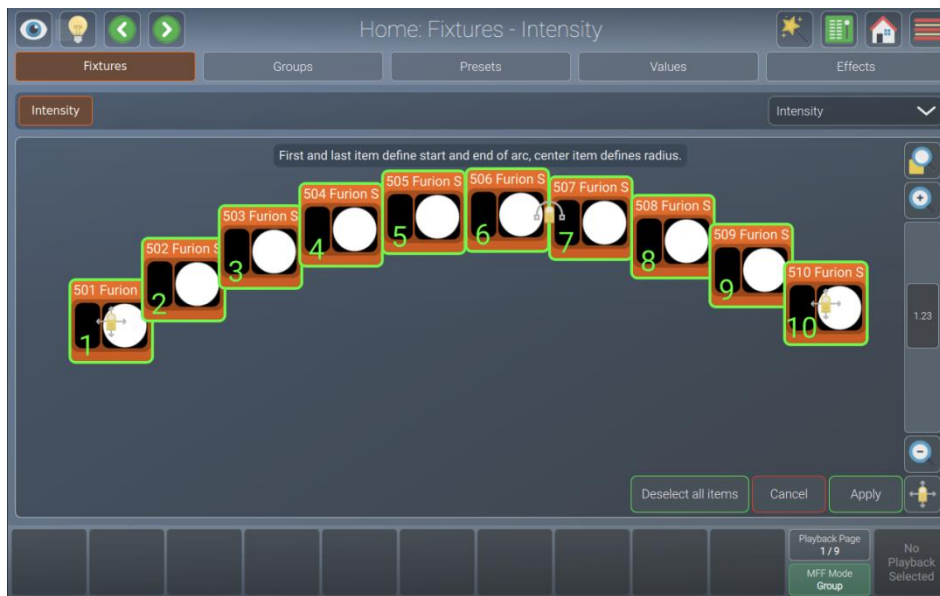 Home: Fixtures - Intensity
Fixtures
Groups
Presets
Values
Effects
Intensity
Intensity
First and last item define start and end of arc, center item defines radius.
501 Furion
1
502 Furion S
2
503 Furion S
3
504 Furion S
4
505 Furion S
5
506 Furion S
6
507 Furion S
7
508 Furion S
8
509 Furion S
9
510 Furion S
10
1.23
Deselect all items
Cancel
Apply
Playback Page
1 / 9
MFF Mode
Group
No
Playback
Selected